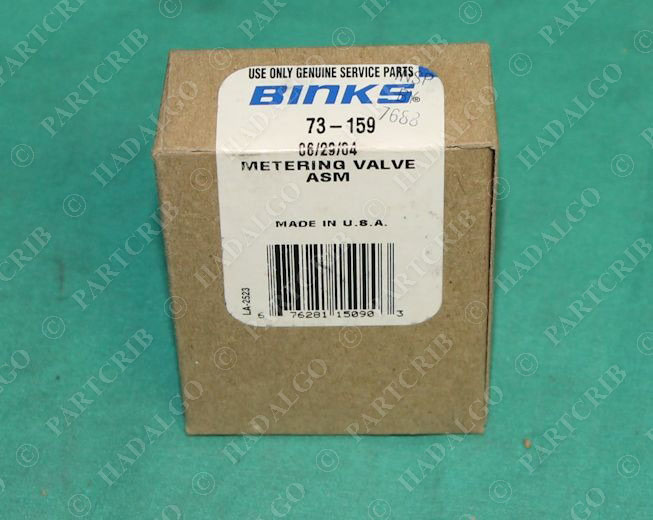 USE ONLY GENUINE SERVICE PARTS
BINKS®
INSP
7688
73-159
06/29/04
METERING VALVE
ASM
MADE IN U.S.A.
LA-2523
6 76281 15090 3
© PARTCRIB
© HADALGO